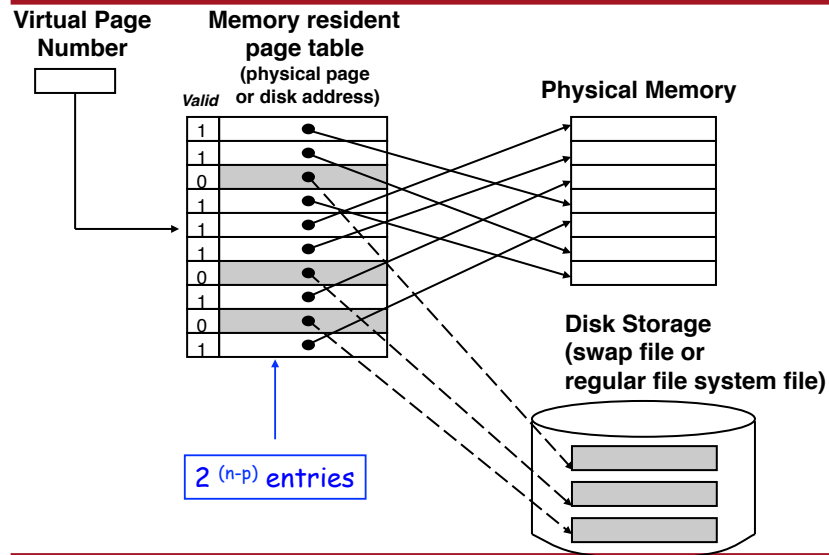 Virtual Page
Number
Memory resident
page table
(physical page
or disk address)
Valid
Physical Memory
1
1
0
1
1
1
0
1
0
1
Disk Storage
(swap file or
regular file system file)
2 (n-p) entries